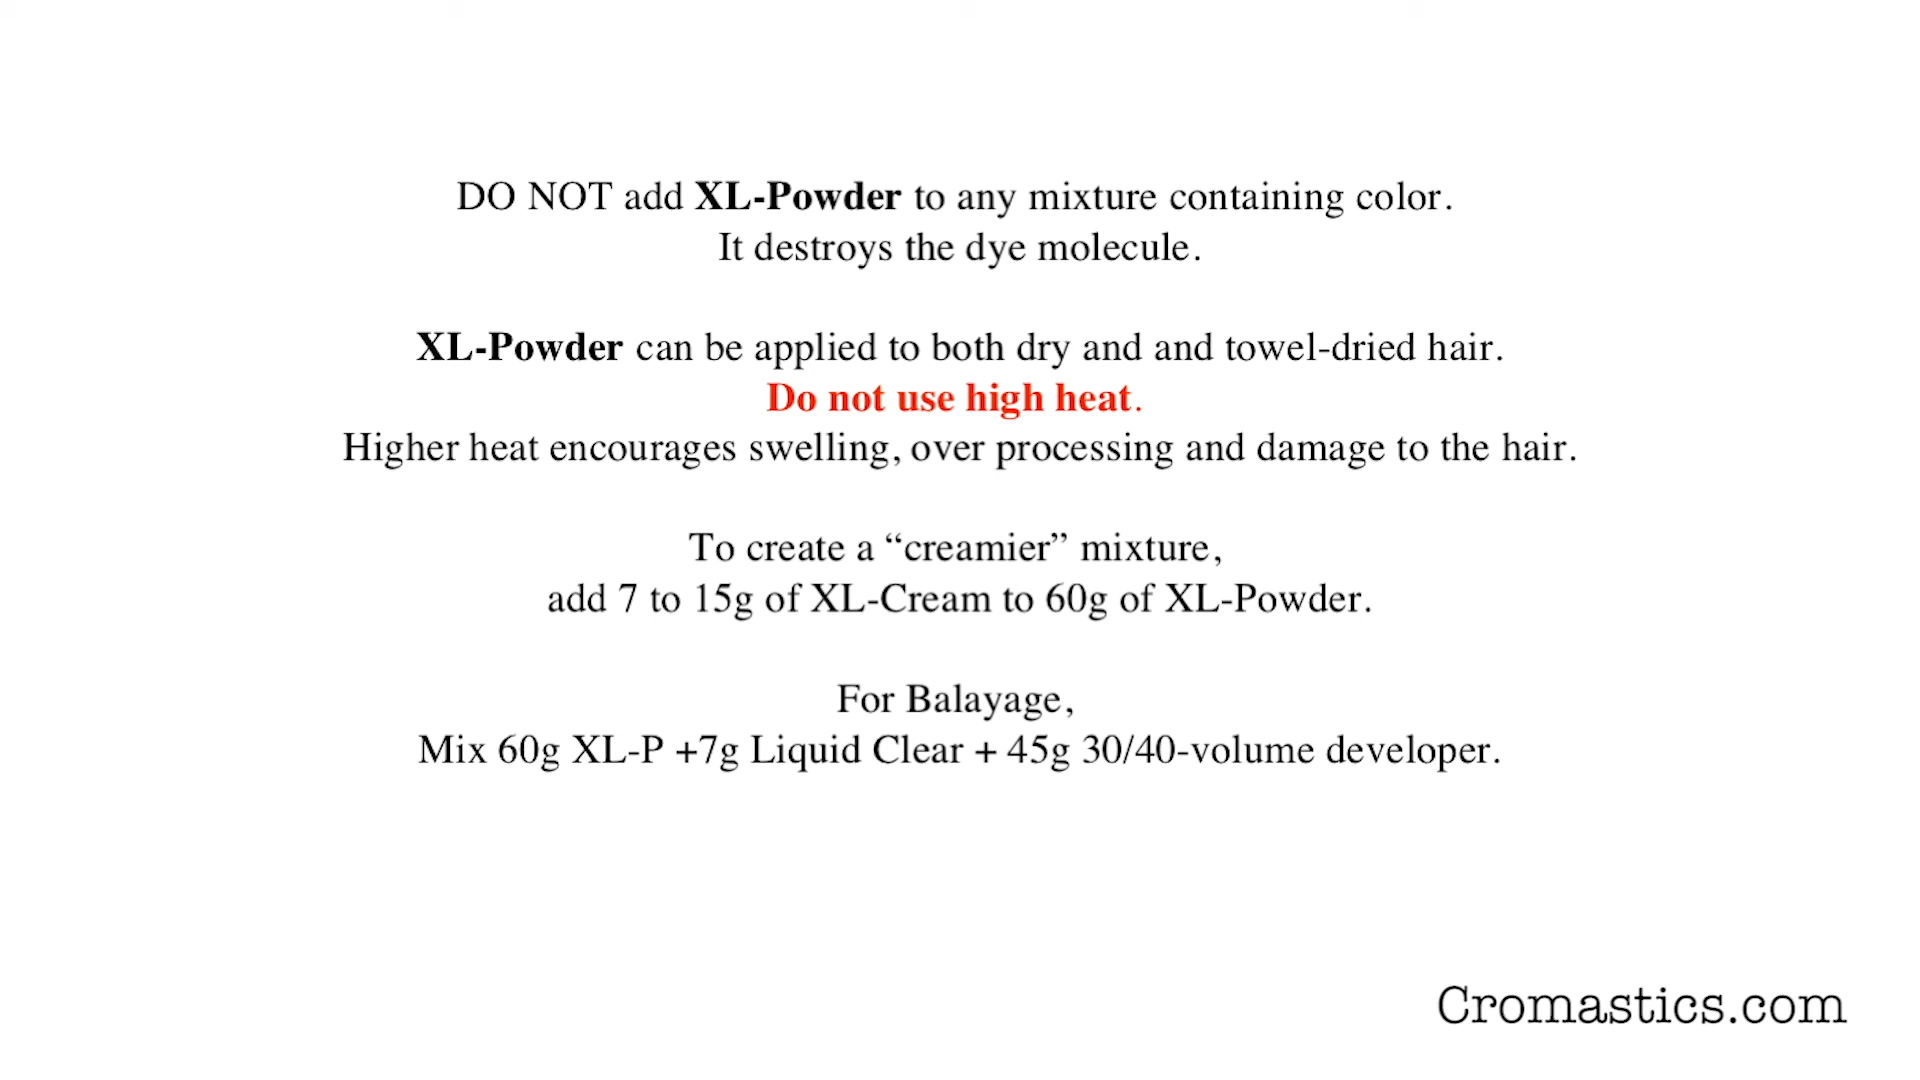 DO NOT add XL-Powder to any mixture containing color.
It destroys the dye molecule.
XL-Powder can be applied to both dry and and towel-dried hair.
Do not use high heat.
Higher heat encourages swelling, over processing and damage to the hair.
To create a “creamier” mixture,
add 7 to 15g of XL-Cream to 60g of XL-Powder.
For Balayage,
Mix 60g XL-P +7g Liquid Clear + 45g 30/40-volume developer.
Cromastics.com